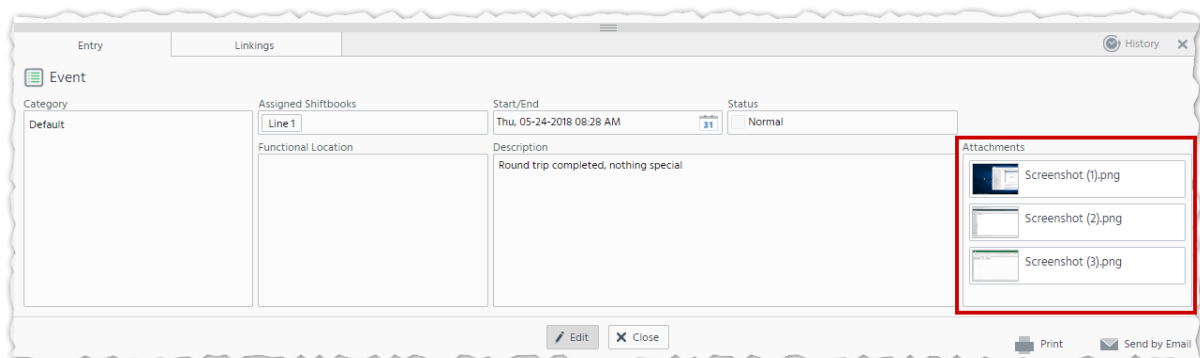 Entry
Linkings
History
Event
Category
Assigned Shiftbooks
Start/End
Status
Default
Line 1
Thu, 05-24-2018 08:28 AM
31
Normal
Functional Location
Description
Attachments
Round trip completed, nothing special
Screenshot (1).png
Screenshot (2).png
Screenshot (3).png
Edit
Close
Print
Send by Email